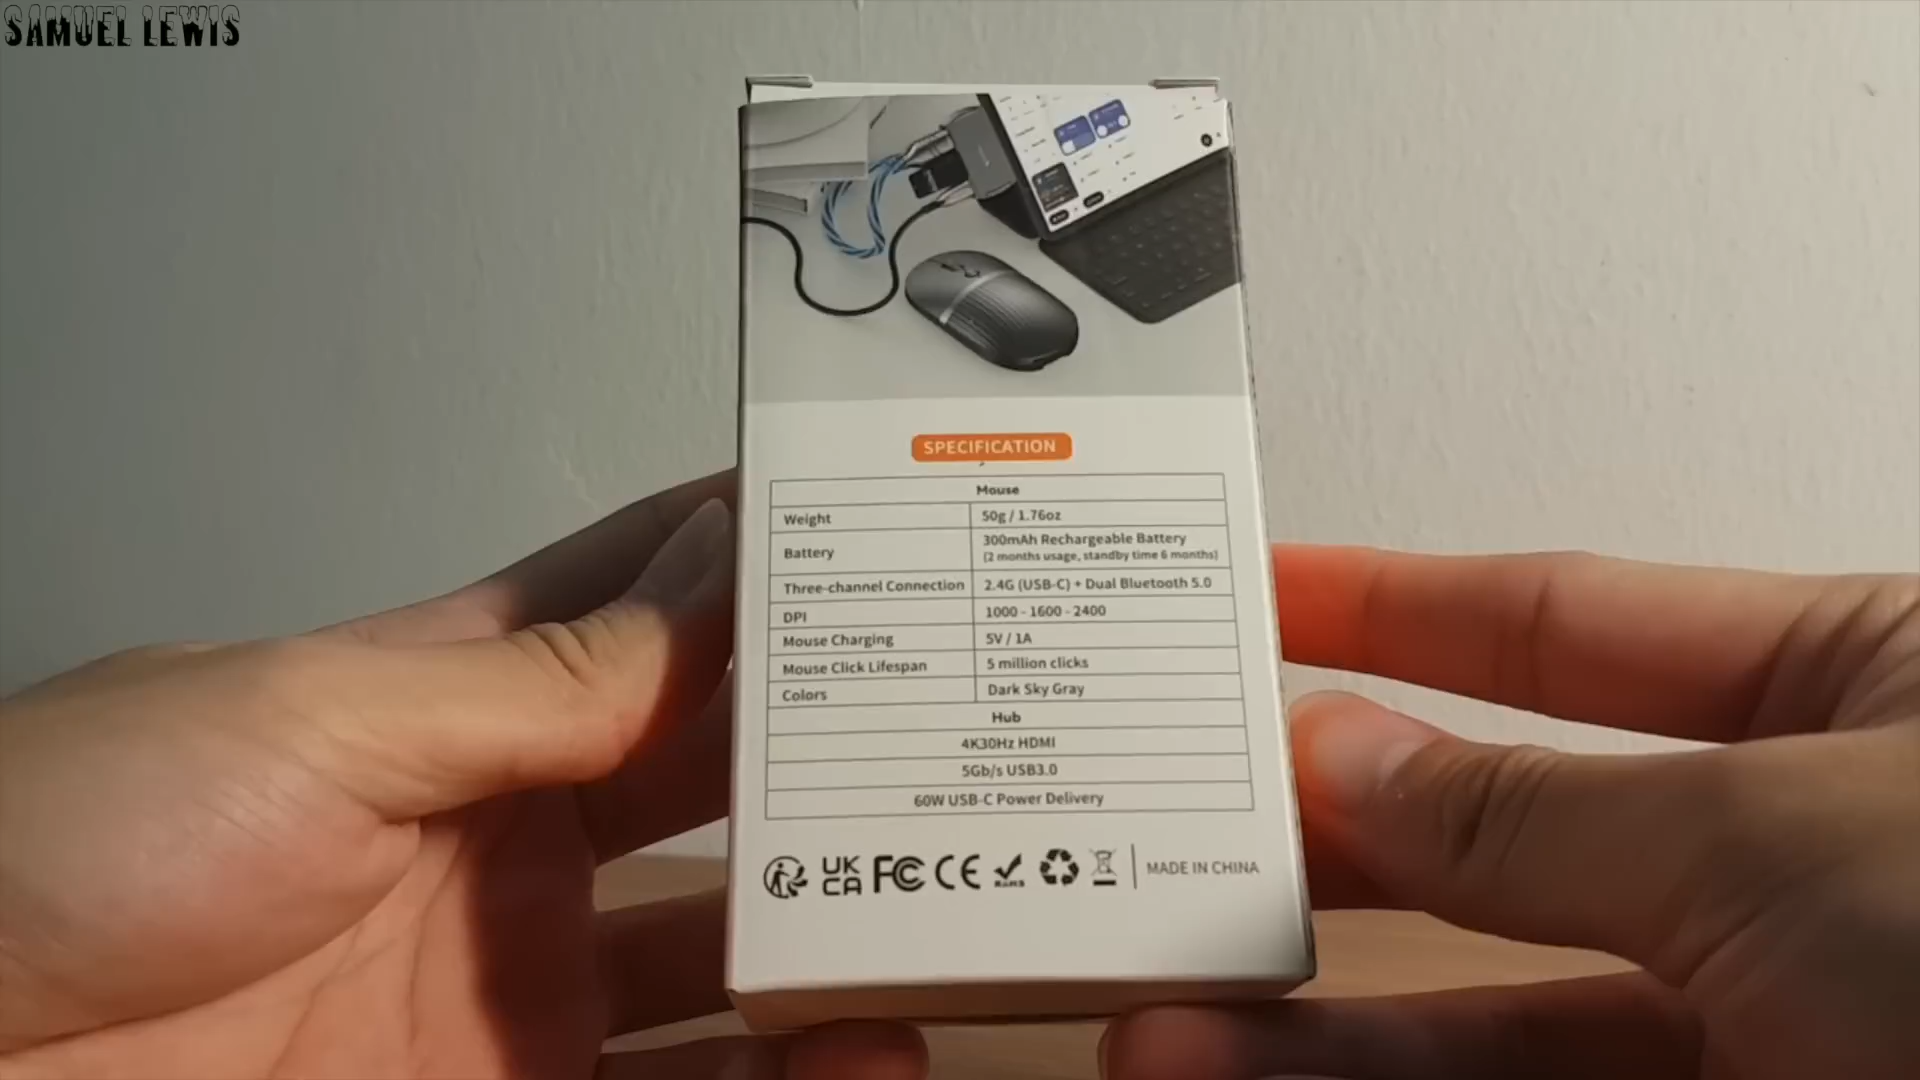 SAMUEL LEWIS
SPECIFICATION
Mouse
Weight 50g / 1.76oz
Battery 300mAh Rechargeable Battery
(2 months usage, standby time 6 months)
Three-channel Connection 2.4G (USB-C) + Dual Bluetooth 5.0
DPI 1000 - 1600 - 2400
Mouse Charging 5V / 1A
Mouse Click Lifespan 5 million clicks
Colors Dark Sky Gray
Hub
4K30Hz HDMI
5Gb/s USB3.0
60W USB-C Power Delivery
UK CA FC CE RoHS MADE IN CHINA